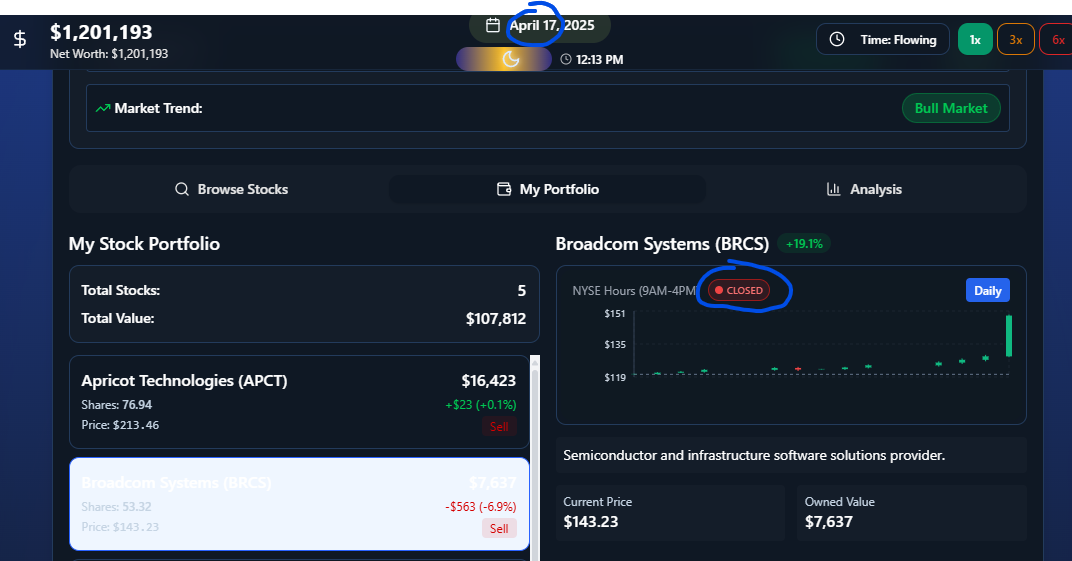 $1,201,193
Net Worth: $1,201,193
April 17, 2025
12:13 PM
Time: Flowing
1x
3x
6x
Market Trend:
Bull Market
Browse Stocks
My Portfolio
Analysis
My Stock Portfolio
Total Stocks:
5
Total Value:
$107,812
Apricot Technologies (APCT)
$16,423
Shares: 76.94
+$23 (+0.1%)
Price: $213.46
Sell
Broadcom Systems (BRCS)
$7,637
Shares: 53.32
-$563 (-6.9%)
Price: $143.23
Sell
Broadcom Systems (BRCS)
+19.1%
NYSE Hours (9AM-4PM
CLOSED
Daily
$151
$135
$119
Semiconductor and infrastructure software solutions provider.
Current Price
$143.23
Owned Value
$7,637